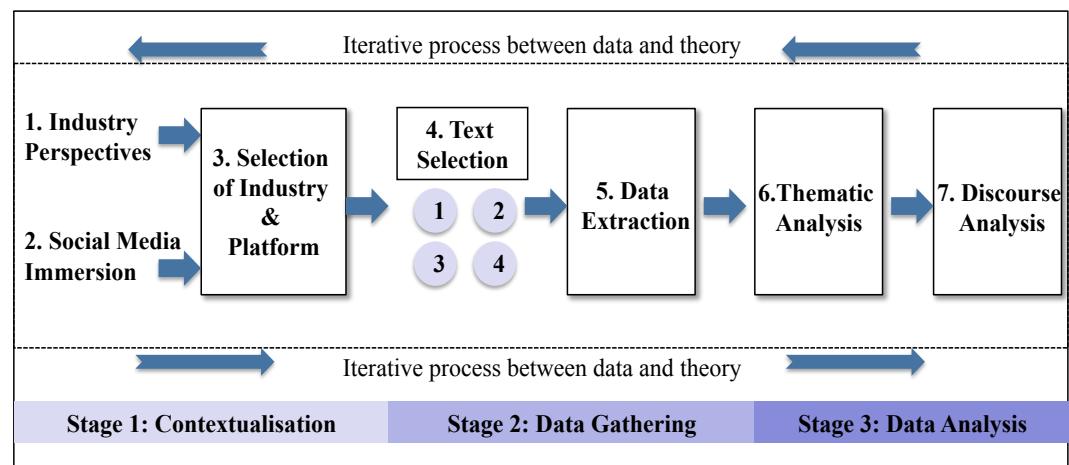 Iterative process between data and theory
1. Industry
Perspectives
2. Social Media
Immersion
3. Selection
of Industry
&
Platform
4. Text
Selection
1
2
3
4
5. Data
Extraction
6.Thematic
Analysis
7. Discourse
Analysis
Iterative process between data and theory
Stage 1: Contextualisation
Stage 2: Data Gathering
Stage 3: Data Analysis